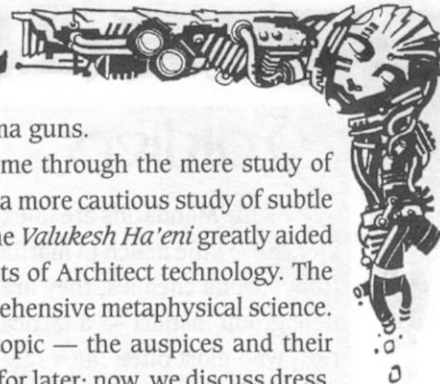 na guns.
me through the mere study of
a more cautious study of subtle
ne Valukesh Ha'eni greatly aided
ts of Architect technology. The
ehensive metaphysical science.
opic — the auspices and their
for later; now, we discuss dress.